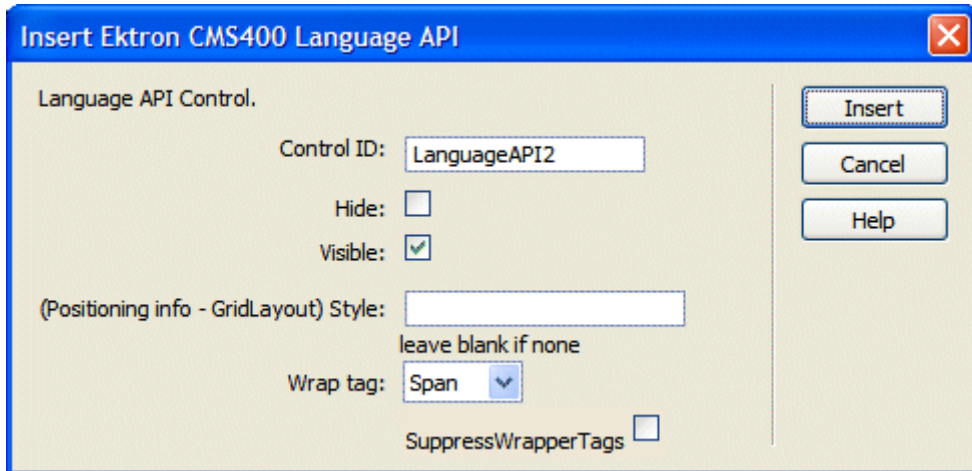 Insert Ektron CMS400 Language API
Language API Control.
Control ID: LanguageAPI2
Hide:
Visible:
(Positioning info - GridLayout) Style:
leave blank if none
Wrap tag: Span
SuppressWrapperTags
Insert
Cancel
Help